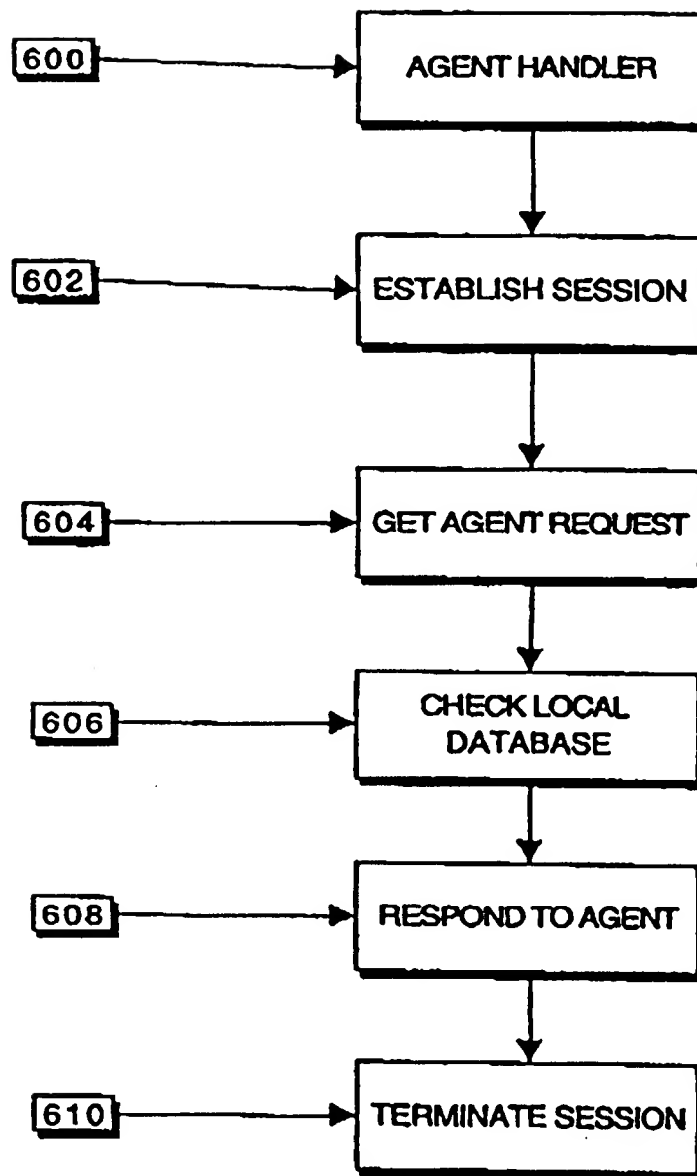 600
AGENT HANDLER
602
ESTABLISH SESSION
604
GET AGENT REQUEST
606
CHECK LOCAL
DATABASE
608
RESPOND TO AGENT
610
TERMINATE SESSION